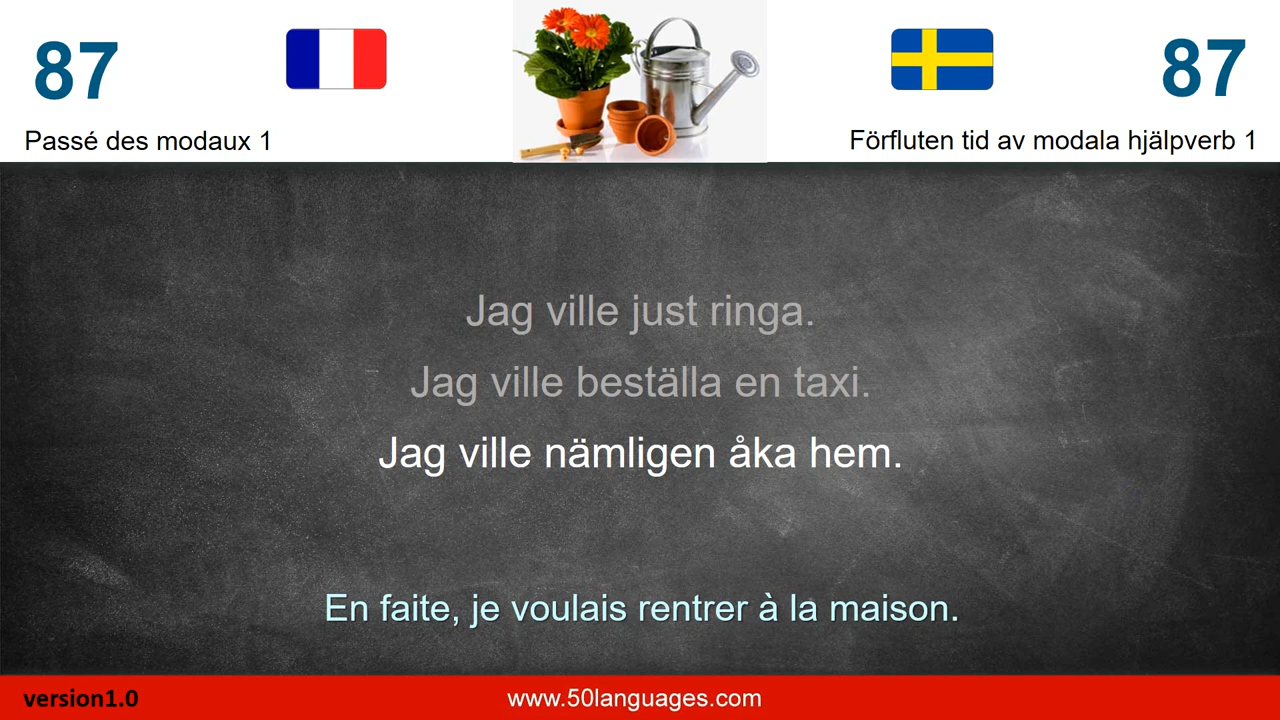 87
87
Passé des modaux 1
Förfluten tid av modala hjälpverb 1
Jag ville just ringa.
Jag ville beställa en taxi.
Jag ville nämligen åka hem.
En faite, je voulais rentrer à la maison.
version1.0
www.50languages.com